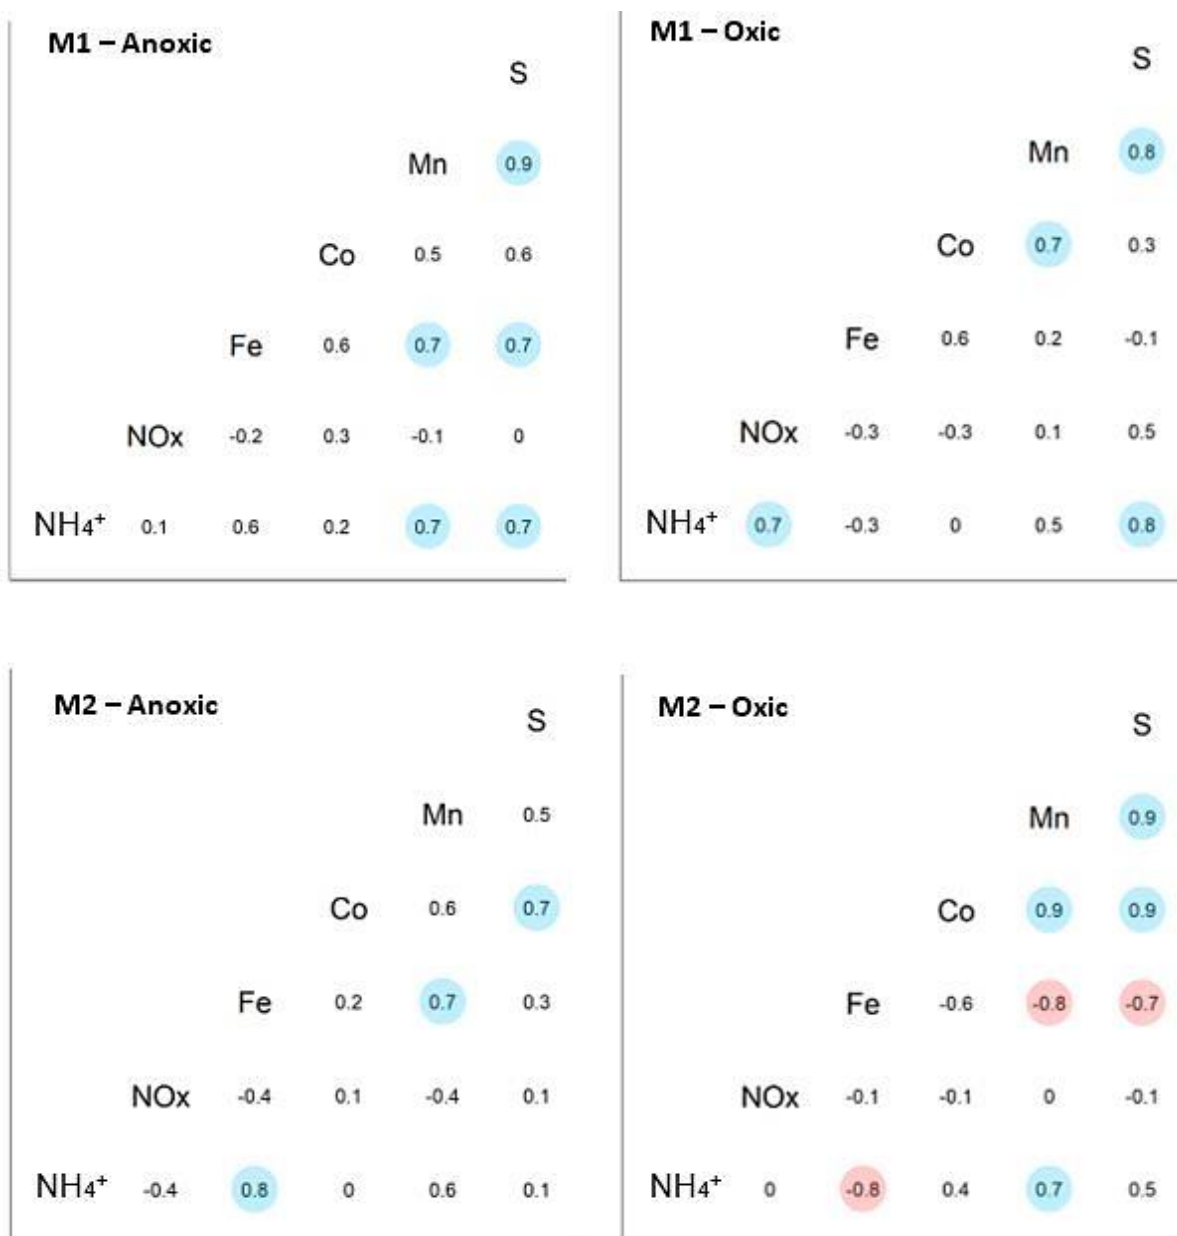 M1 – Anoxic
S
Mn 0.9
Co 0.5 0.6
Fe 0.6 0.7 0.7
NOx -0.2 0.3 -0.1 0
NH₄⁺ 0.1 0.6 0.2 0.7 0.7
M1 – Oxic
S
Mn 0.8
Co 0.7 0.3
Fe 0.6 0.2 -0.1
NOx -0.3 -0.3 0.1 0.5
NH₄⁺ 0.7 -0.3 0 0.5 0.8
M2 – Anoxic
S
Mn 0.5
Co 0.6 0.7
Fe 0.2 0.7 0.3
NOx -0.4 0.1 -0.4 0.1
NH₄⁺ -0.4 0.8 0 0.6 0.1
M2 – Oxic
S
Mn 0.9
Co 0.9 0.9
Fe -0.6 -0.8 -0.7
NOx -0.1 -0.1 0 -0.1
NH₄⁺ 0 -0.8 0.4 0.7 0.5